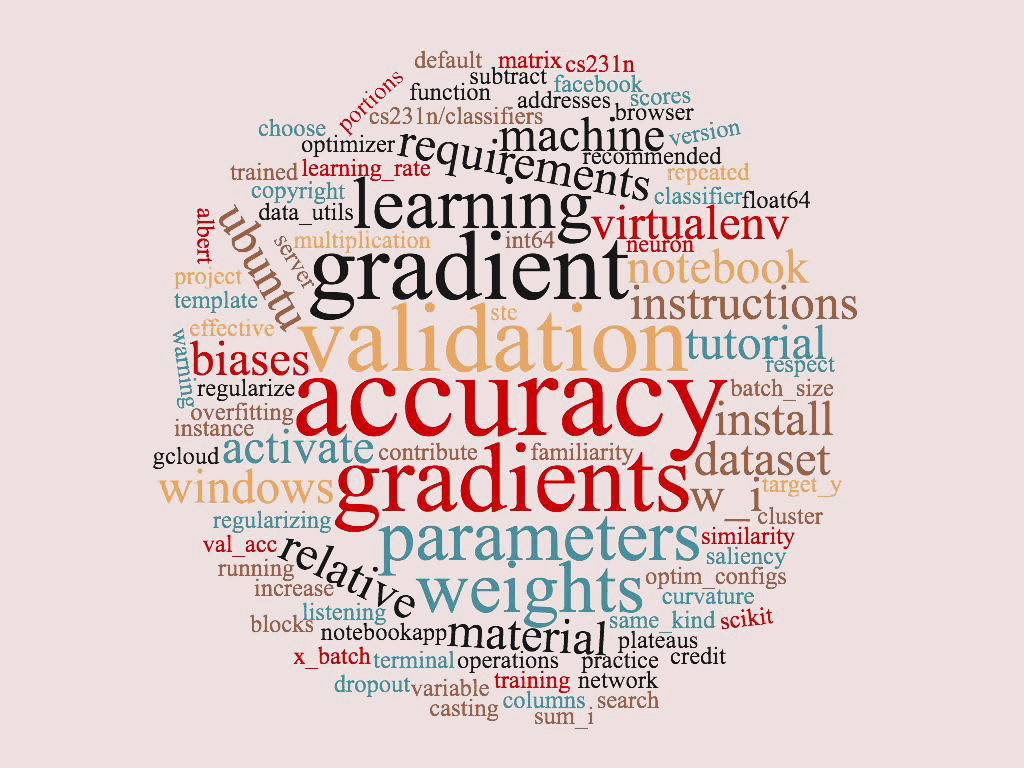 default matrix cs231n
portions subtract facebook
function addresses scores
cs231n/classifiers browser
choose optimizer requirements machine version
trained learning_rate recommended repeated
copyright learning classifier float64
albert ubuntu data_utils virtualenv
server multiplication int64 neuron
project gradient notebook
template instructions
effective ste
warning biases validation tutorial
respect
regularize accuracy batch_size
overfitting install
instance
gcloud activate contribute familiarity dataset
windows gradients w_i target_y
regularizing cluster
val_acc relative parameters similarity
saliency
running weights optim_configs
increase curvature
listening same_kind scikit
blocks notebookapp material plateaus
x_batch terminal operations practice credit
dropout variable training network
casting columns search
sum_i